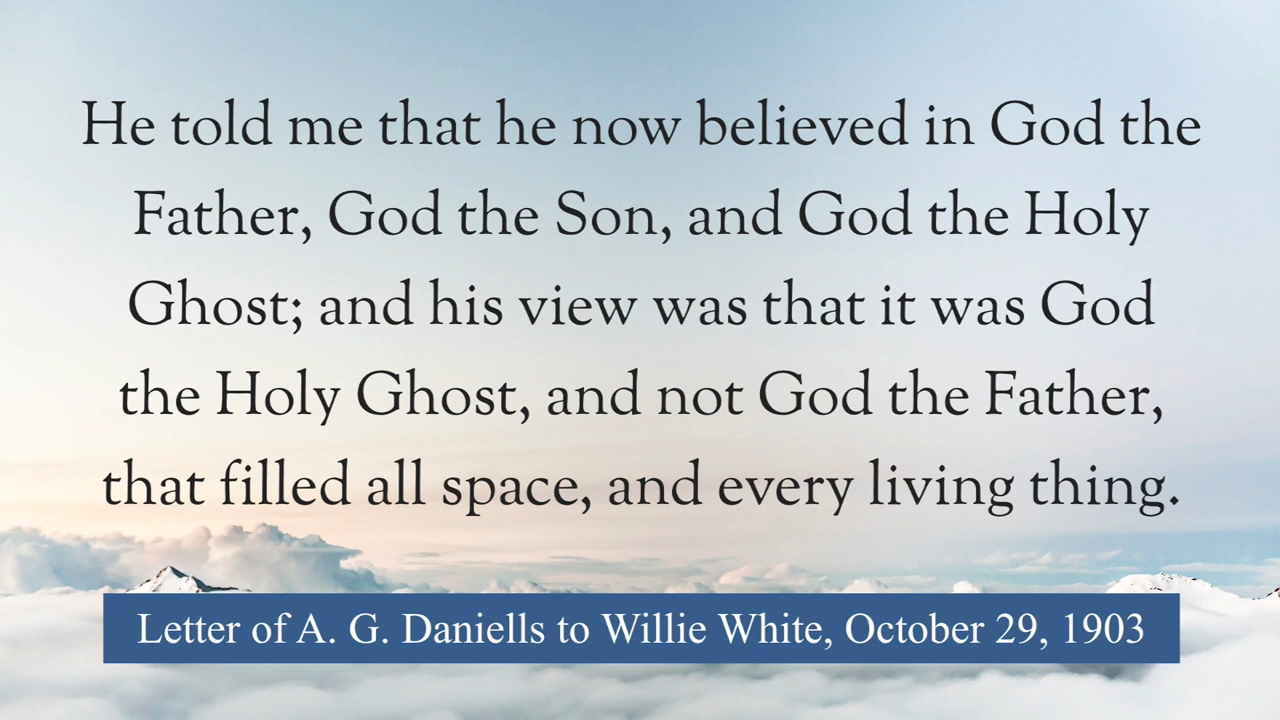 He told me that he now believed in God the
Father, God the Son, and God the Holy
Ghost; and his view was that it was God
the Holy Ghost, and not God the Father,
that filled all space, and every living thing.
Letter of A. G. Daniells to Willie White, October 29, 1903